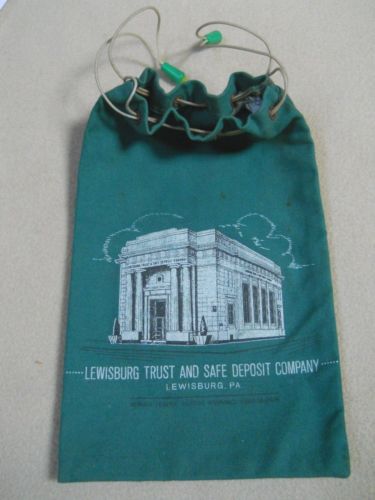 LEWISBURG TRUST AND SAFE DEPOSIT COMPANY
LEWISBURG, PA.